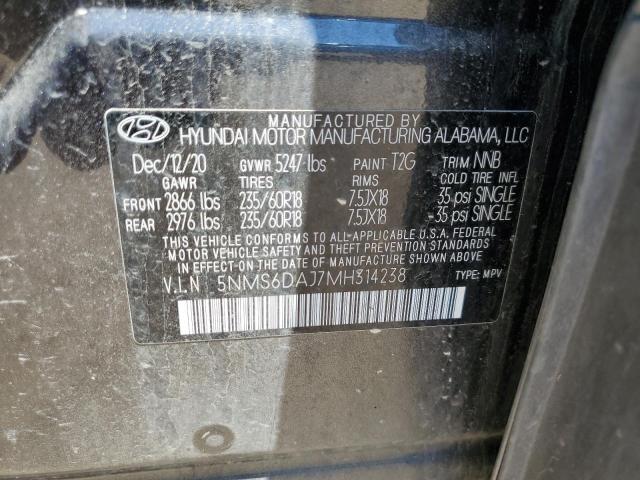 MANUFACTURED BY
HYUNDAI MOTOR MANUFACTURING ALABAMA, LLC
Dec/12/20 GVWR 5247 lbs PAINT T2G TRIM NNB
GAWR TIRES RIMS COLD TIRE INFL
FRONT 2866 lbs 235/60R18 7.5JX18 35 psi SINGLE
REAR 2976 lbs 235/60R18 7.5JX18 35 psi SINGLE
THIS VEHICLE CONFORMS TO ALL APPLICABLE U.S.A. FEDERAL
MOTOR VEHICLE SAFETY AND THEFT PREVENTION STANDARDS
IN EFFECT ON THE DATE OF MANUFACTURE SHOWN ABOVE
V.I.N 5NMS6DAJ7MH314238 TYPE: MPV